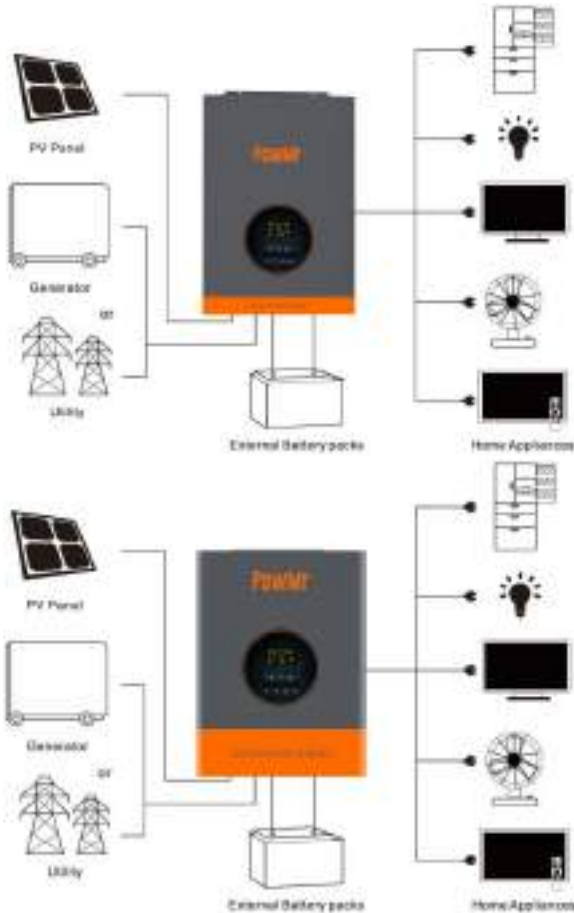 PowMr
PV Panel
Generator
or
Utility
External Battery packs
Home Appliances
PowMr
PV Panel
Generator
or
Utility
External Battery packs
Home Appliances